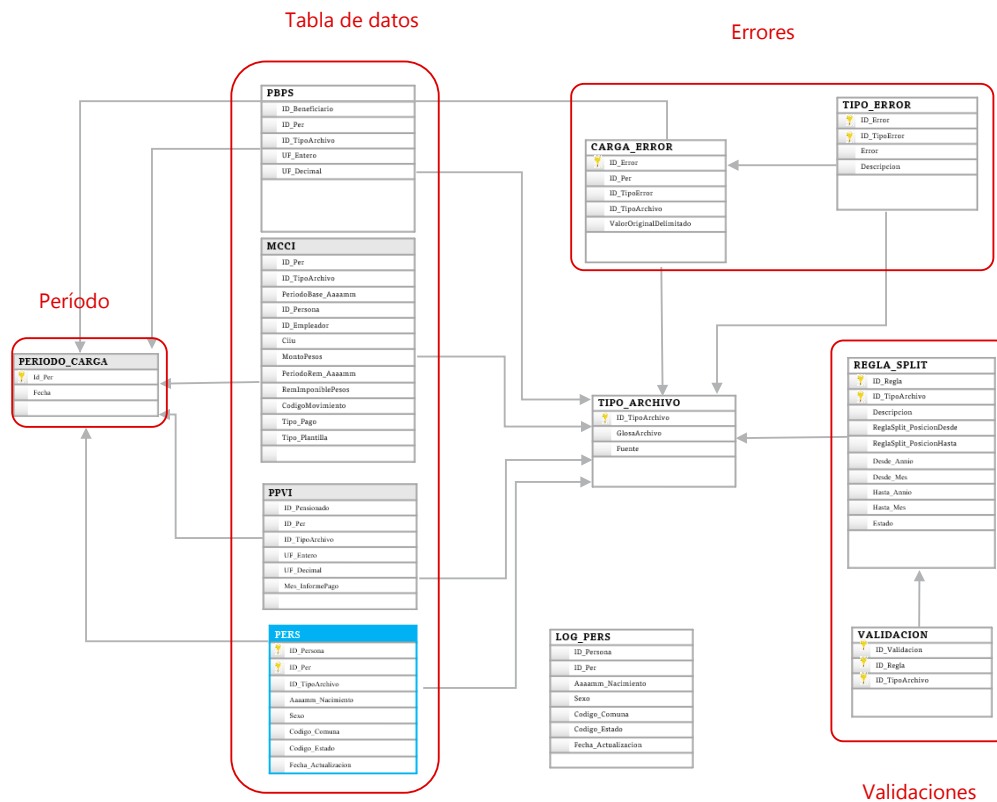 Tabla de datos
Errores
Período
Validaciones
PBPS
ID_Beneficiario
ID_Per
ID_TipoArchivo
UF_Entero
UF_Decimal
MCCI
ID_Per
ID_TipoArchivo
PeriodoBase_Aaaamm
ID_Persona
ID_Empleador
Ciiu
MontoPesos
PeriodoRem_Aaaamm
RemImponiblePesos
CodigoMovimiento
Tipo_Pago
Tipo_Plantilla
PPVI
ID_Pensionado
ID_Per
ID_TipoArchivo
UF_Entero
UF_Decimal
Mes_InformePago
PERS
ID_Persona
ID_Per
ID_TipoArchivo
Aaaamm_Nacimiento
Sexo
Codigo_Comuna
Codigo_Estado
Fecha_Actualizacion
PERIODO_CARGA
Id_Per
Fecha
CARGA_ERROR
ID_Error
ID_Per
ID_TipoError
ID_TipoArchivo
ValorOriginalDelimitado
TIPO_ERROR
ID_Error
ID_TipoError
Error
Descripcion
TIPO_ARCHIVO
ID_TipoArchivo
GlosaArchivo
Fuente
REGLA_SPLIT
ID_Regla
ID_TipoArchivo
Descripcion
ReglaSplit_PosicionDesde
ReglaSplit_PosicionHasta
Desde_Annio
Desde_Mes
Hasta_Annio
Hasta_Mes
Estado
VALIDACION
ID_Validacion
ID_Regla
ID_TipoArchivo
LOG_PERS
ID_Persona
ID_Per
Aaaamm_Nacimiento
Sexo
Codigo_Comuna
Codigo_Estado
Fecha_Actualizacion